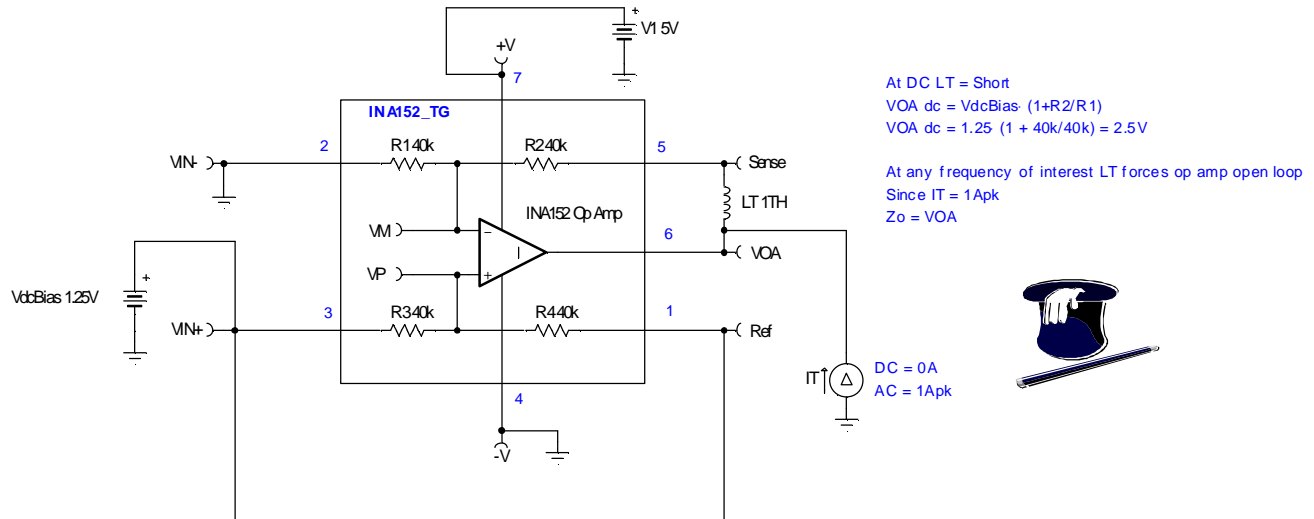 V1 5V
+V
7
INA152_TG
At DC LT = Short
VOA dc = VdcBias· (1+R2/R1)
VOA dc = 1.25· (1 + 40k/40k) = 2.5V
At any frequency of interest LT forces op amp open loop
Since IT = 1Apk
Zo = VOA
VIN-
2
R1 40k
R2 40k
5
Sense
LT 1TH
INA152 Op Amp
VM
6
VOA
VP
VdcBias 1.25V
VIN+
3
R3 40k
R4 40k
1
Ref
IT
DC = 0A
AC = 1Apk
4
-V